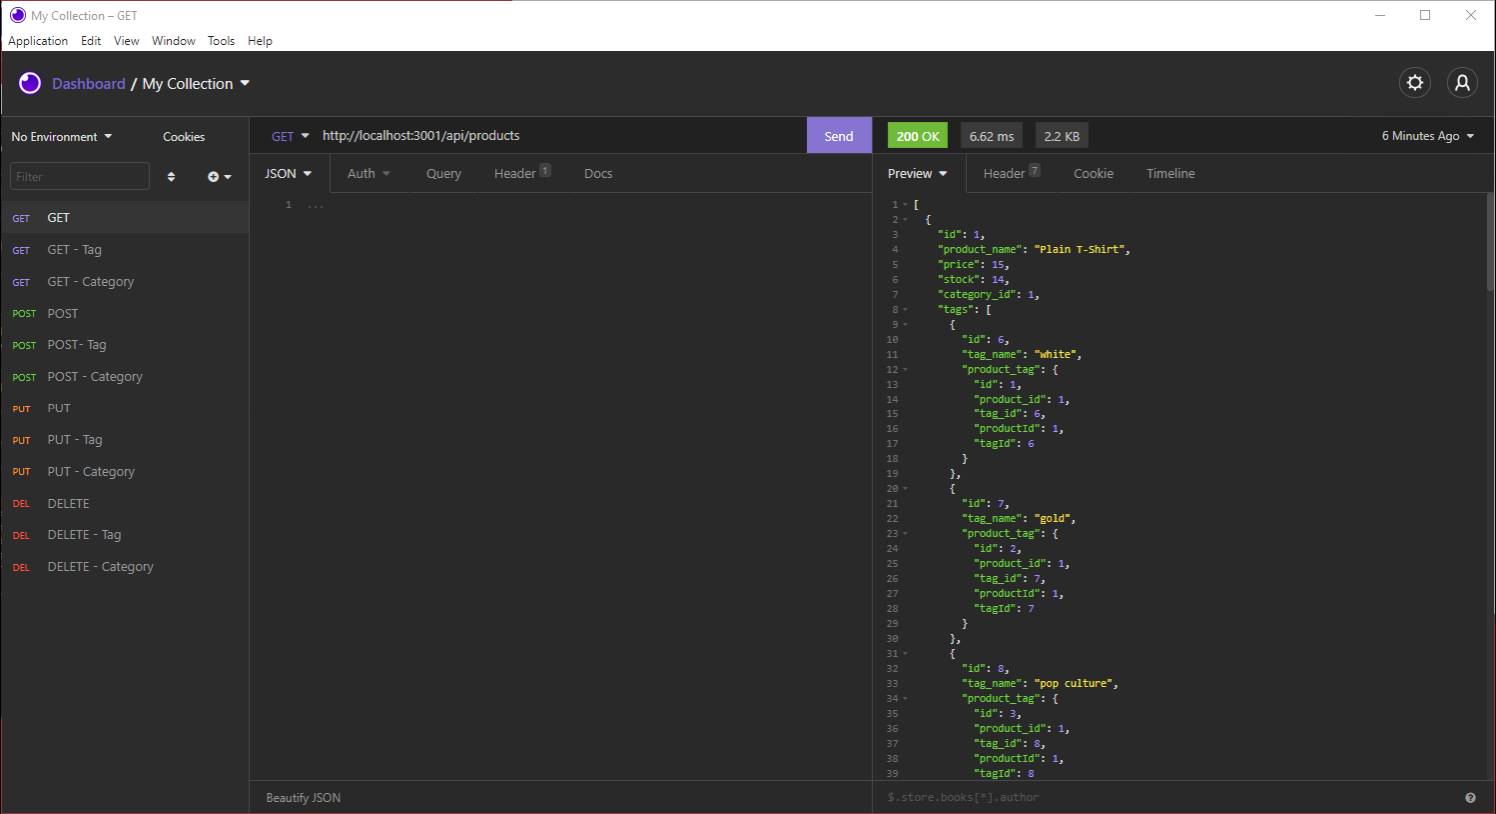 My Collection – GET
Application Edit View Window Tools Help
Dashboard / My Collection
No Environment Cookies
Filter
GET GET
GET GET - Tag
GET GET - Category
POST POST
POST POST- Tag
POST POST - Category
PUT PUT
PUT PUT - Tag
PUT PUT - Category
DEL DELETE
DEL DELETE - Tag
DEL DELETE - Category
GET http://localhost:3001/api/products Send
JSON Auth Query Header 1 Docs
1 ...
Beautify JSON
200 OK 6.62 ms 2.2 KB 6 Minutes Ago
Preview Header 7 Cookie Timeline
1 [
2 {
3 "id": 1,
4 "product_name": "Plain T-Shirt",
5 "price": 15,
6 "stock": 14,
7 "category_id": 1,
8 "tags": [
9 {
10 "id": 6,
11 "tag_name": "white",
12 "product_tag": {
13 "id": 1,
14 "product_id": 1,
15 "tag_id": 6,
16 "productId": 1,
17 "tagId": 6
18 }
19 },
20 {
21 "id": 7,
22 "tag_name": "gold",
23 "product_tag": {
24 "id": 2,
25 "product_id": 1,
26 "tag_id": 7,
27 "productId": 1,
28 "tagId": 7
29 }
30 },
31 {
32 "id": 8,
33 "tag_name": "pop culture",
34 "product_tag": {
35 "id": 3,
36 "product_id": 1,
37 "tag_id": 8,
38 "productId": 1,
39 "tagId": 8
$.store.books[*].author ?